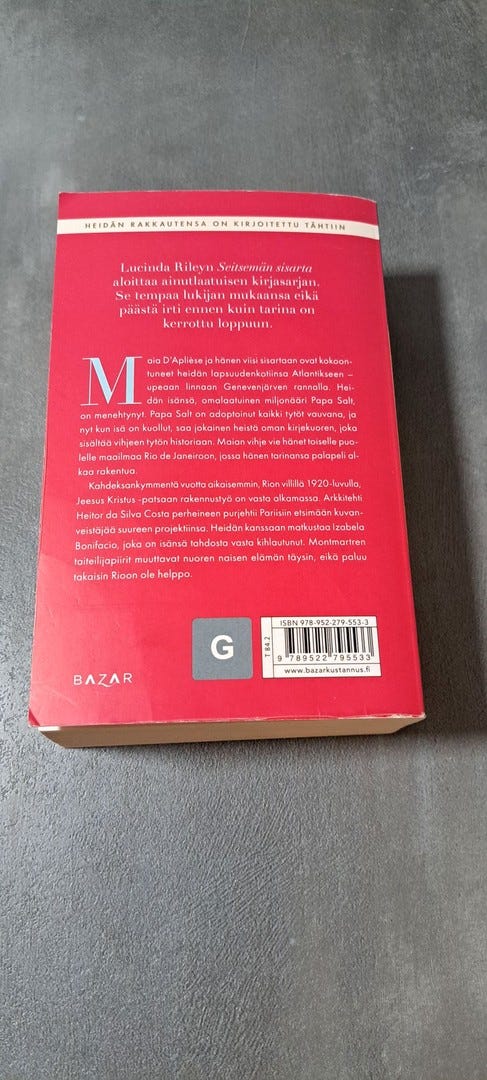 HEIDÄN RAKKAUTENSA ON KIRJOITETTU TÄHTIIN
Lucinda Rileyn Seitsemän sisarta
aloittaa ainutlaatuisen kirjasarjan.
Se tempaa lukijan mukaansa eikä
päästä irti ennen kuin tarina on
kerrottu loppuun.
Maia D'Aplièse ja hänen viisi sisartaan ovat kokoon-
tuneet heidän lapsuudenkotiinsa Atlantikseen –
upeaan linnaan Genevenjärven rannalla. Hei-
dän isänsä, omalaatuinen miljonääri Papa Salt,
on menehtynyt. Papa Salt on adoptoinut kaikki tytöt vauvana, ja
nyt kun isä on kuollut, saa jokainen heistä oman kirjekuoren, joka
sisältää vihjeen tytön historiaan. Maian vihje vie hänet toiselle puo-
lelle maailmaa Rio de Janeiroon, jossa hänen tarinansa palapeli al-
kaa rakentua.
Kahdeksankymmentä vuotta aikaisemmin, Rion villillä 1920-luvulla,
Jeesus Kristus -patsaan rakennustyö on vasta alkamassa. Arkkitehti
Heitor da Silva Costa perheineen purjehtii Pariisiin etsimään kuvan-
veistäjää suureen projektiinsa. Heidän kanssaan matkustaa Izabela
Bonifacio, joka on isänsä tahdosta vasta kihlautunut. Montmartren
taiteilijapiirit muuttavat nuoren naisen elämän täysin, eikä paluu
takaisin Rioon ole helppo.
BAZAR
G
T 84.2
ISBN 978-952-279-553-3
9 789522 795533
www.bazarkustannus.fi